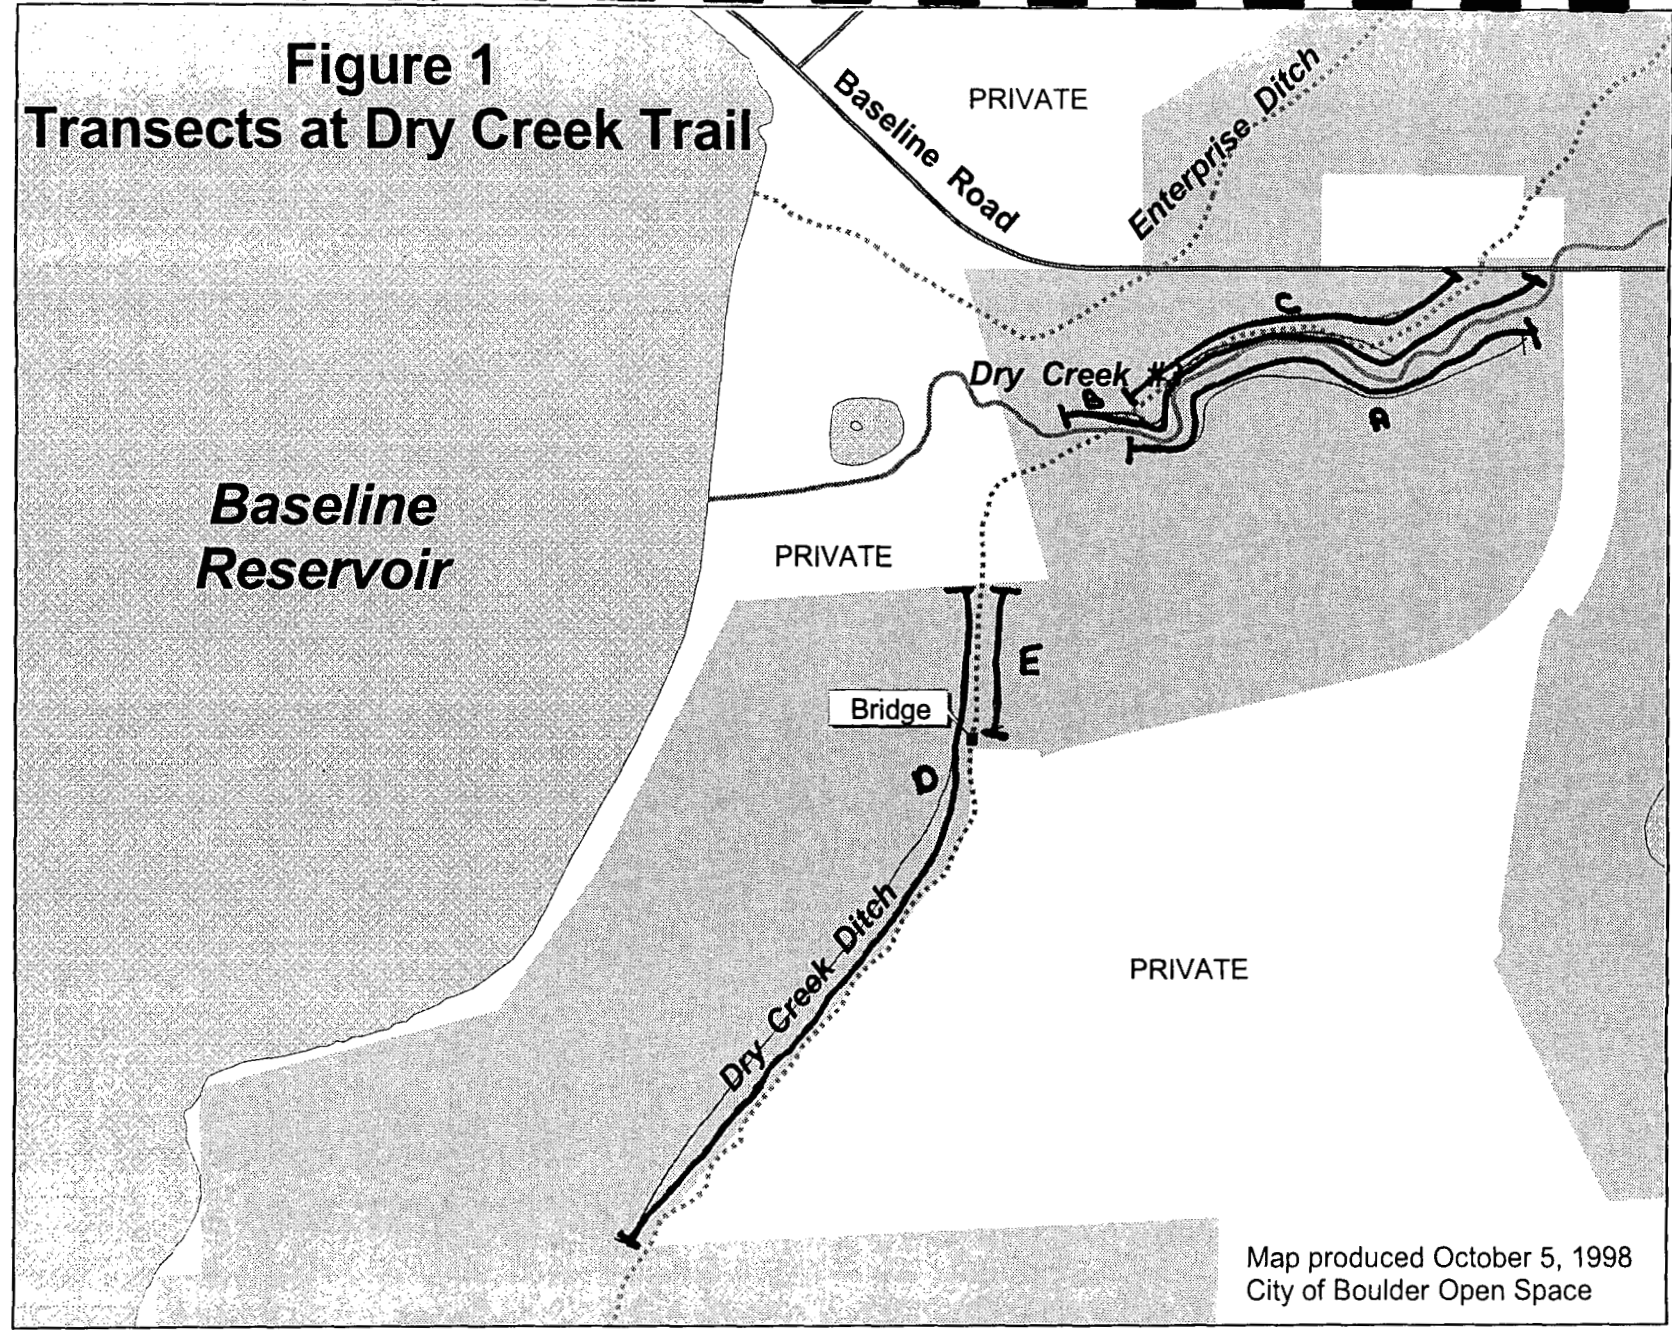 Figure 1
Transects at Dry Creek Trail
PRIVATE
Baseline Road
Enterprise Ditch
C
Dry Creek #
B
A
Baseline
Reservoir
PRIVATE
E
Bridge
D
Dry Creek Ditch
PRIVATE
Map produced October 5, 1998
City of Boulder Open Space